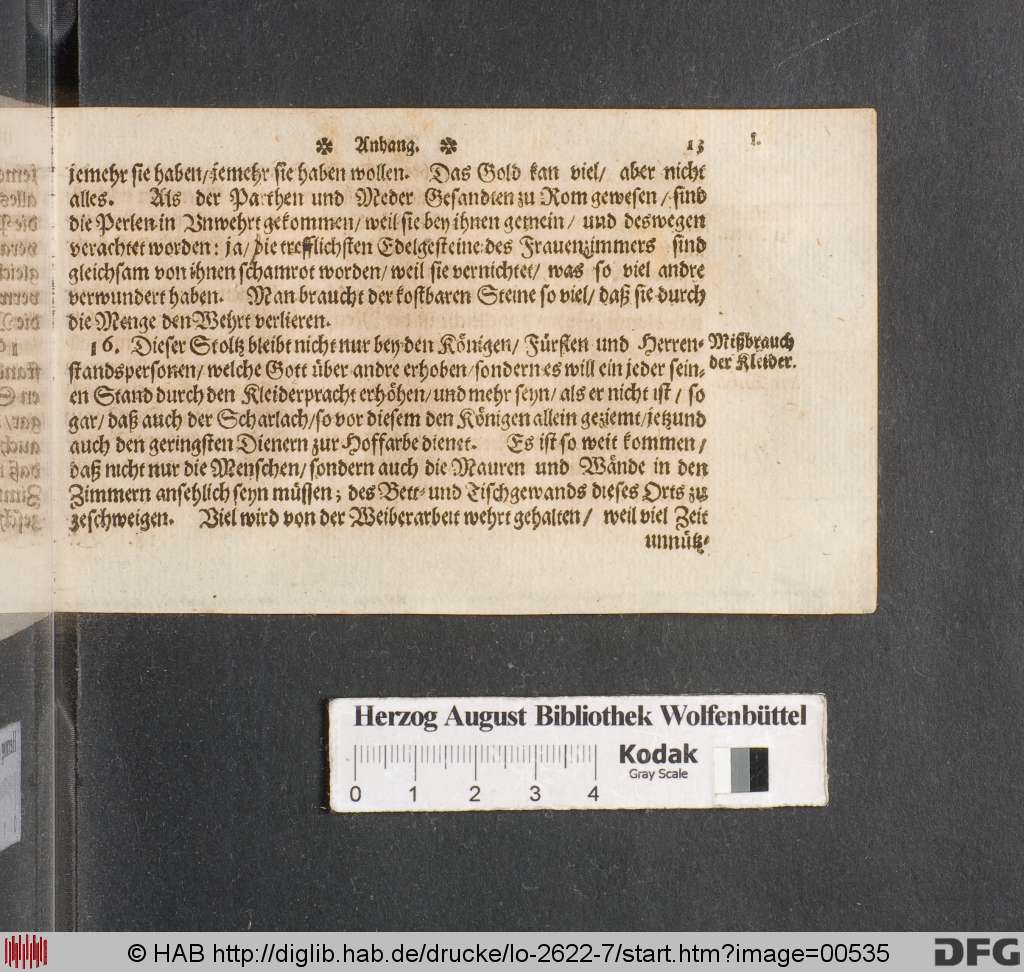 ✼ Anhang. ✼ 13
jemehr sie haben/jemehr sie haben wollen. Das Gold kan viel/ aber nicht
alles. Als der Parthen und Meder Gesandten zu Rom gewesen/ sind
die Perlen in Unwehrt gekommen/ weil sie bey ihnen gemein/ und deswegen
verachtet worden: ja/ die trefflichsten Edelgesteine des Frauenzimmers sind
gleichsam von ihnen schamrot worden/ weil sie vernichtet/ was so viel andre
verwundert haben. Man braucht der kostbaren Steine so viel/ daß sie durch
die Menge den Wehrt verlieren.
16. Dieser Stoltz bleibt nicht nur bey den Königen/ Fürsten und Herren-
standspersonen/ welche Gott über andre erhoben/ sondern es will ein jeder sein-
en Stand durch den Kleiderpracht erhöhen/ und mehr seyn/ als er nicht ist/ so
gar/ daß auch der Scharlach/ so vor diesem den Königen allein geziemt/ jetzund
auch den geringsten Dienern zur Hoffarbe dienet. Es ist so weit kommen/
daß nicht nur die Menschen/ sondern auch die Mauren und Wände in den
Zimmern ansehlich seyn müssen; des Bett- und Tischgewands dieses Orts zu
geschweigen. Viel wird von der Weiberarbeit wehrt gehalten/ weil viel Zeit
unnütz-
Mißbrauch
der Kleider.
Herzog August Bibliothek Wolfenbüttel
Kodak
Gray Scale
0 1 2 3 4
© HAB http://diglib.hab.de/drucke/lo-2622-7/start.htm?image=00535
DFG